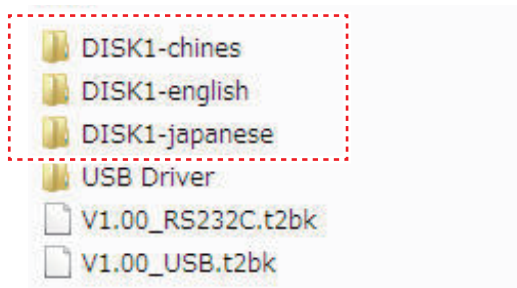 DISK1-chines
DISK1-english
DISK1-japanese
USB Driver
V1.00_RS232C.t2bk
V1.00_USB.t2bk